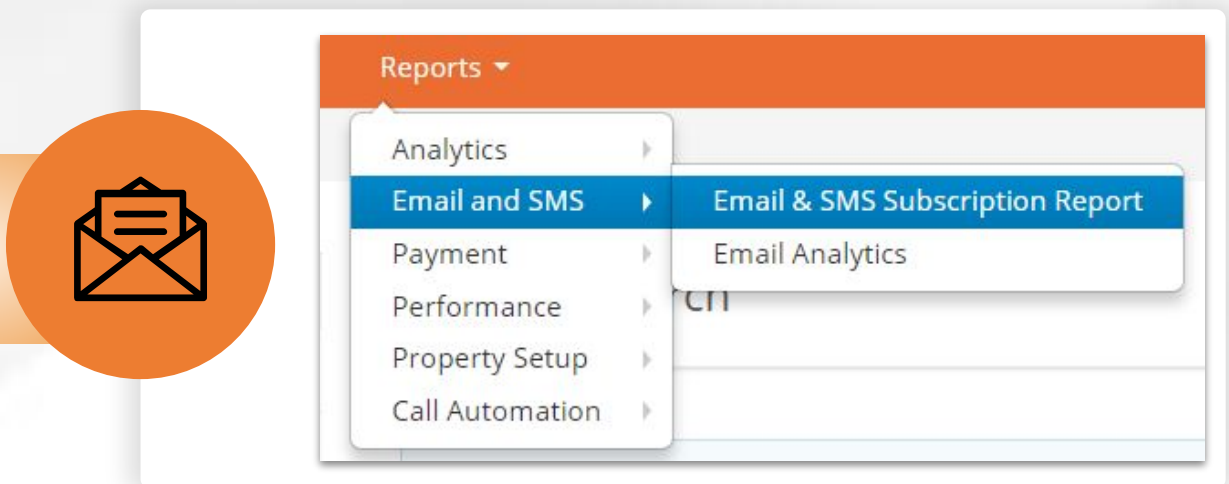 Reports
Analytics
Email and SMS
Email & SMS Subscription Report
Payment
Email Analytics
Performance
Property Setup
Call Automation